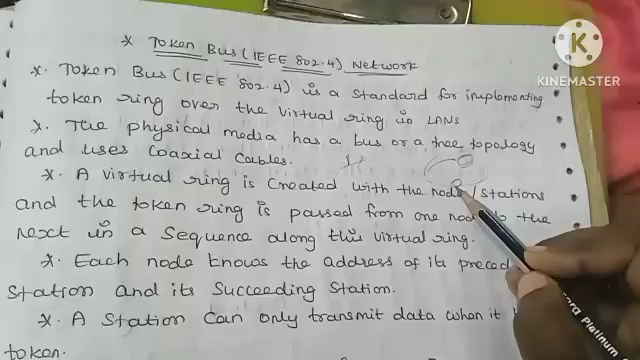 * Token Bus (IEEE 802.4) Network
* Token Bus (IEEE 802.4) is a standard for implementing
token ring over the virtual ring in LANs
* The physical media has a bus or a tree topology
and uses coaxial cables.
* A virtual ring is created with the node/stations
and the token ring is passed from one node to the
next in a sequence along this virtual ring.
* Each node knows the address of its preced
station and its succeeding station.
* A station can only transmit data when it
token.
KINEMASTER
Platinum